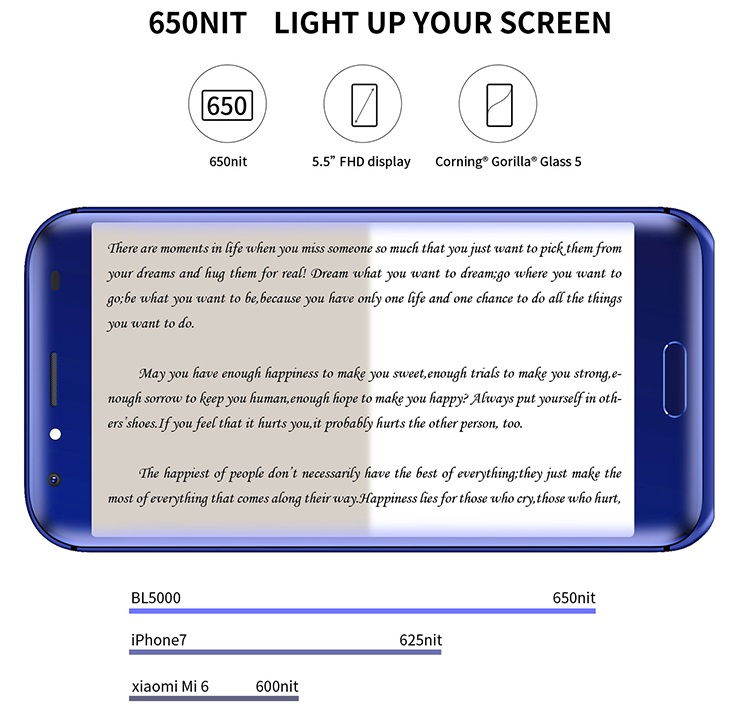 650NIT LIGHT UP YOUR SCREEN
650
650nit
5.5” FHD display
Corning® Gorilla® Glass 5
There are moments in life when you miss someone so much that you just want to pick them from
your dreams and hug them for real! Dream what you want to dream;go where you want to
go;be what you want to be,because you have only one life and one chance to do all the things
you want to do.
May you have enough happiness to make you sweet,enough trials to make you strong,e-
nough sorrow to keep you human,enough hope to make you happy? Always put yourself in oth-
ers'shoes.If you feel that it hurts you,it probably hurts the other person, too.
The happiest of people don't necessarily have the best of everything;they just make the
most of everything that comes along their way.Happiness lies for those who cry,those who hurt,
BL5000 650nit
iPhone7 625nit
xiaomi Mi 6 600nit